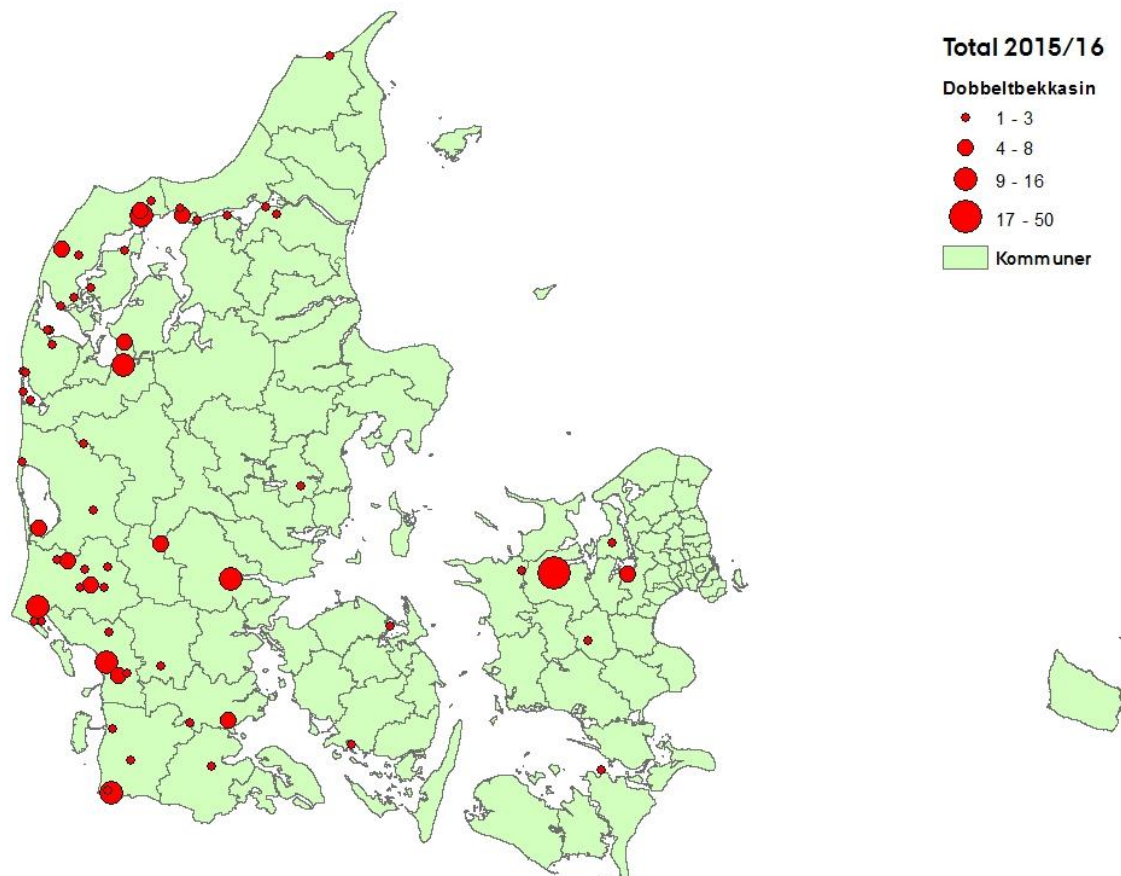 Total 2015/16
Dobbeltbekkasin
1 - 3
4 - 8
9 - 16
17 - 50
Kommuner